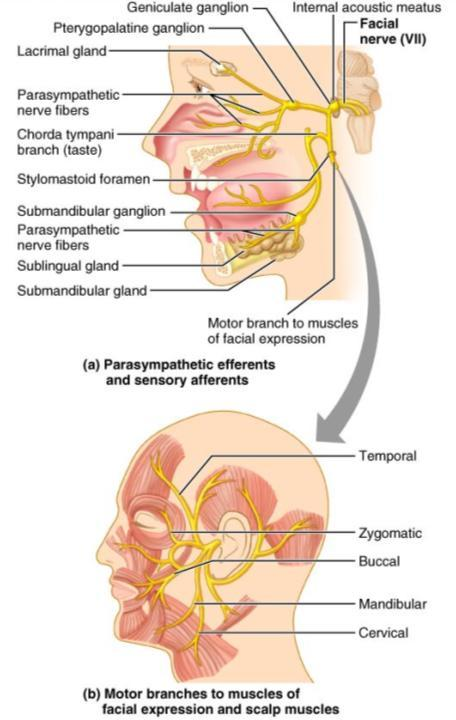 Geniculate ganglion
Internal acoustic meatus
Pterygopalatine ganglion
Facial
nerve (VII)
Lacrimal gland
Parasympathetic
nerve fibers
Chorda tympani
branch (taste)
Stylomastoid foramen
Submandibular ganglion
Parasympathetic
nerve fibers
Sublingual gland
Submandibular gland
Motor branch to muscles
of facial expression
(a) Parasympathetic efferents
and sensory afferents
Temporal
Zygomatic
Buccal
Mandibular
Cervical
(b) Motor branches to muscles of
facial expression and scalp muscles